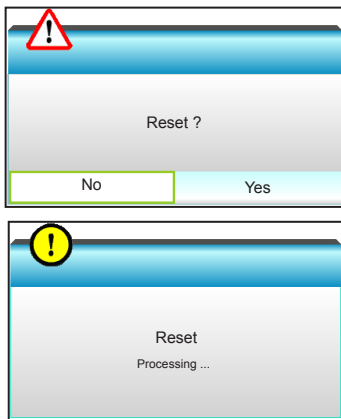 !
Reset ?
No Yes
!
Reset
Processing ...